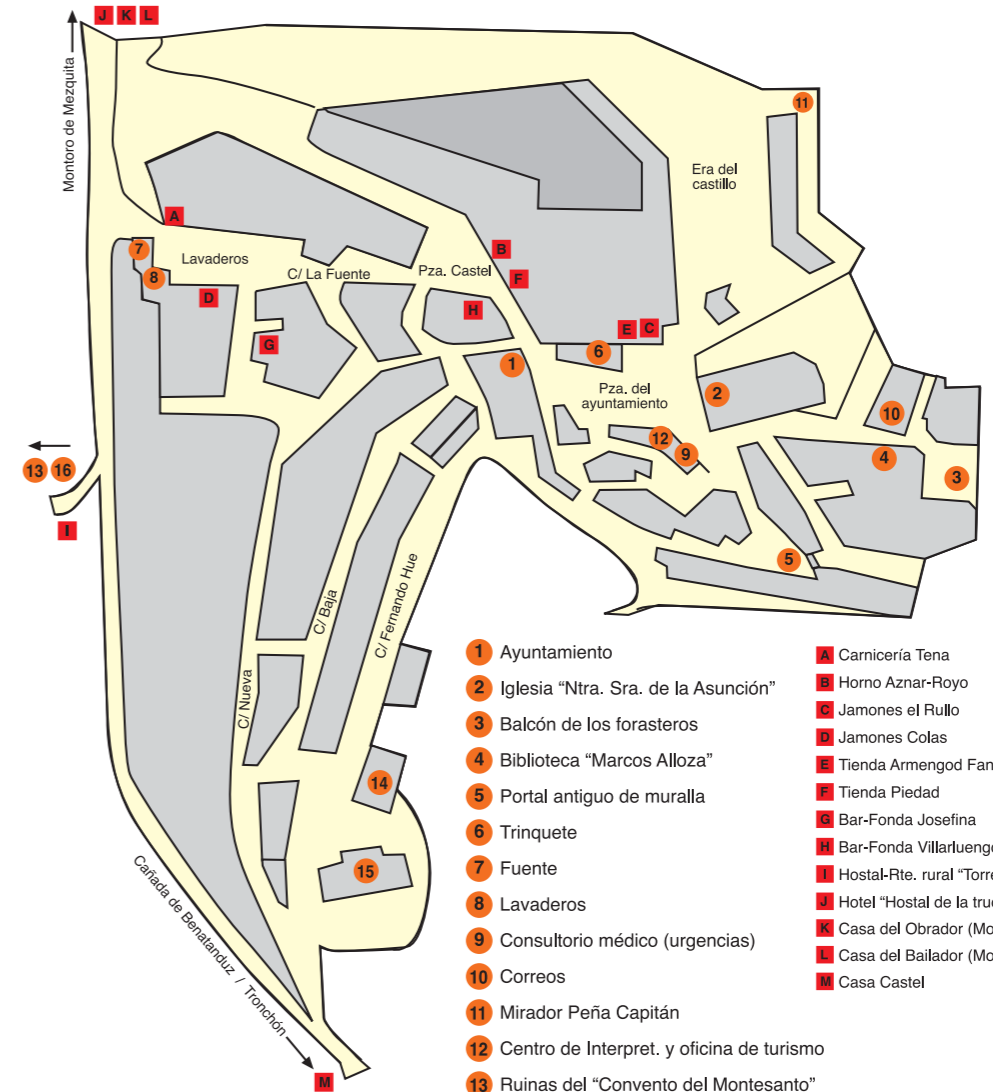 J K L
Montoro de Mezquita
11
Era del
castillo
A
7
Lavaderos
B
8
C/ La Fuente
Pza. Castel
F
D
H
E C
G
1
6
2
Pza. del
ayuntamiento
10
12
9
4
3
13 16
I
5
C/ Baja
C/ Fernando Hue
C/ Nueva
14
15
Cañada de Benatanduz / Tronchón
M
1 Ayuntamiento
2 Iglesia “Ntra. Sra. de la Asunción”
3 Balcón de los forasteros
4 Biblioteca “Marcos Alloza”
5 Portal antiguo de muralla
6 Trinquete
7 Fuente
8 Lavaderos
9 Consultorio médico (urgencias)
10 Correos
11 Mirador Peña Capitán
12 Centro de Interpret. y oficina de turismo
13 Ruinas del “Convento del Montesanto”
A Carnicería Tena
B Horno Aznar-Royo
C Jamones el Rullo
D Jamones Colas
E Tienda Armengod Fan
F Tienda Piedad
G Bar-Fonda Josefina
H Bar-Fonda Villarlueng
I Hostal-Rte. rural “Torre
J Hotel “Hostal de la tru
K Casa del Obrador (Mo
L Casa del Bailador (Mo
M Casa Castel